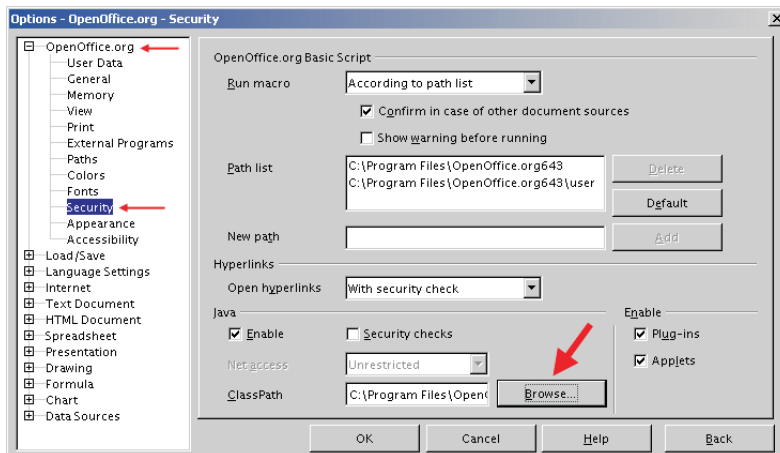 Options - OpenOffice.org - Security
OpenOffice.org
User Data
General
Memory
View
Print
External Programs
Paths
Colors
Fonts
Security
Appearance
Accessibility
Load/Save
Language Settings
Internet
Text Document
HTML Document
Spreadsheet
Presentation
Drawing
Formula
Chart
Data Sources
OpenOffice.org Basic Script
Run macro According to path list
Confirm in case of other document sources
Show warning before running
Path list C:\Program Files\OpenOffice.org643 Delete
C:\Program Files\OpenOffice.org643\user
Default
New path Add
Hyperlinks
Open hyperlinks With security check
Java Enable
Enable Security checks Plug-ins
Net access Unrestricted Applets
ClassPath C:\Program Files\Open Browse...
OK Cancel Help Back